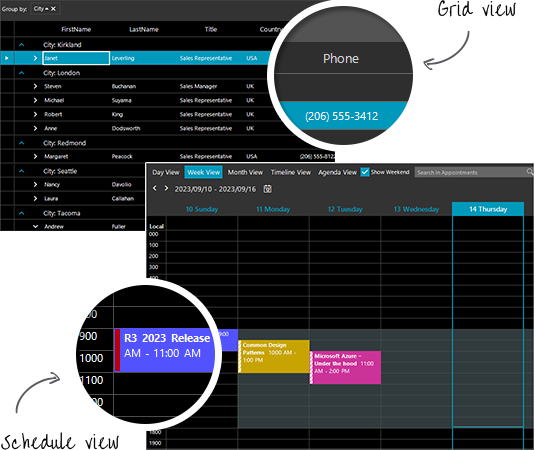 Group by: City
Grid view
FirstName LastName Title Country
City: Kirkland
Janet Leverling Sales Representative USA
City: London
Steven Buchanan Sales Manager UK
Michael Suyama Sales Representative UK
Robert King Sales Representative UK
Anne Dodsworth Sales Representative UK
City: Redmond
Margaret Peacock Sales Representative USA (206) 555-8122
City: Seattle
Nancy Davolio
Laura Callahan
City: Tacoma
Andrew Fuller
Phone
(206) 555-3412
Day View Week View Month View Timeline View Agenda View Show Weekend Search in Appointments
2023/09/10 - 2023/09/16
10 Sunday 11 Monday 12 Tuesday 13 Wednesday 14 Thursday
Local
000
100
200
300
400
500
900
R3 2023 Release
AM - 11:00 AM
1000
1100
Common Design
Patterns 10:00 AM -
1:00 PM
Microsoft Azure -
Under the hood 11:00
AM - 2:00 PM
1800
1900
Schedule view